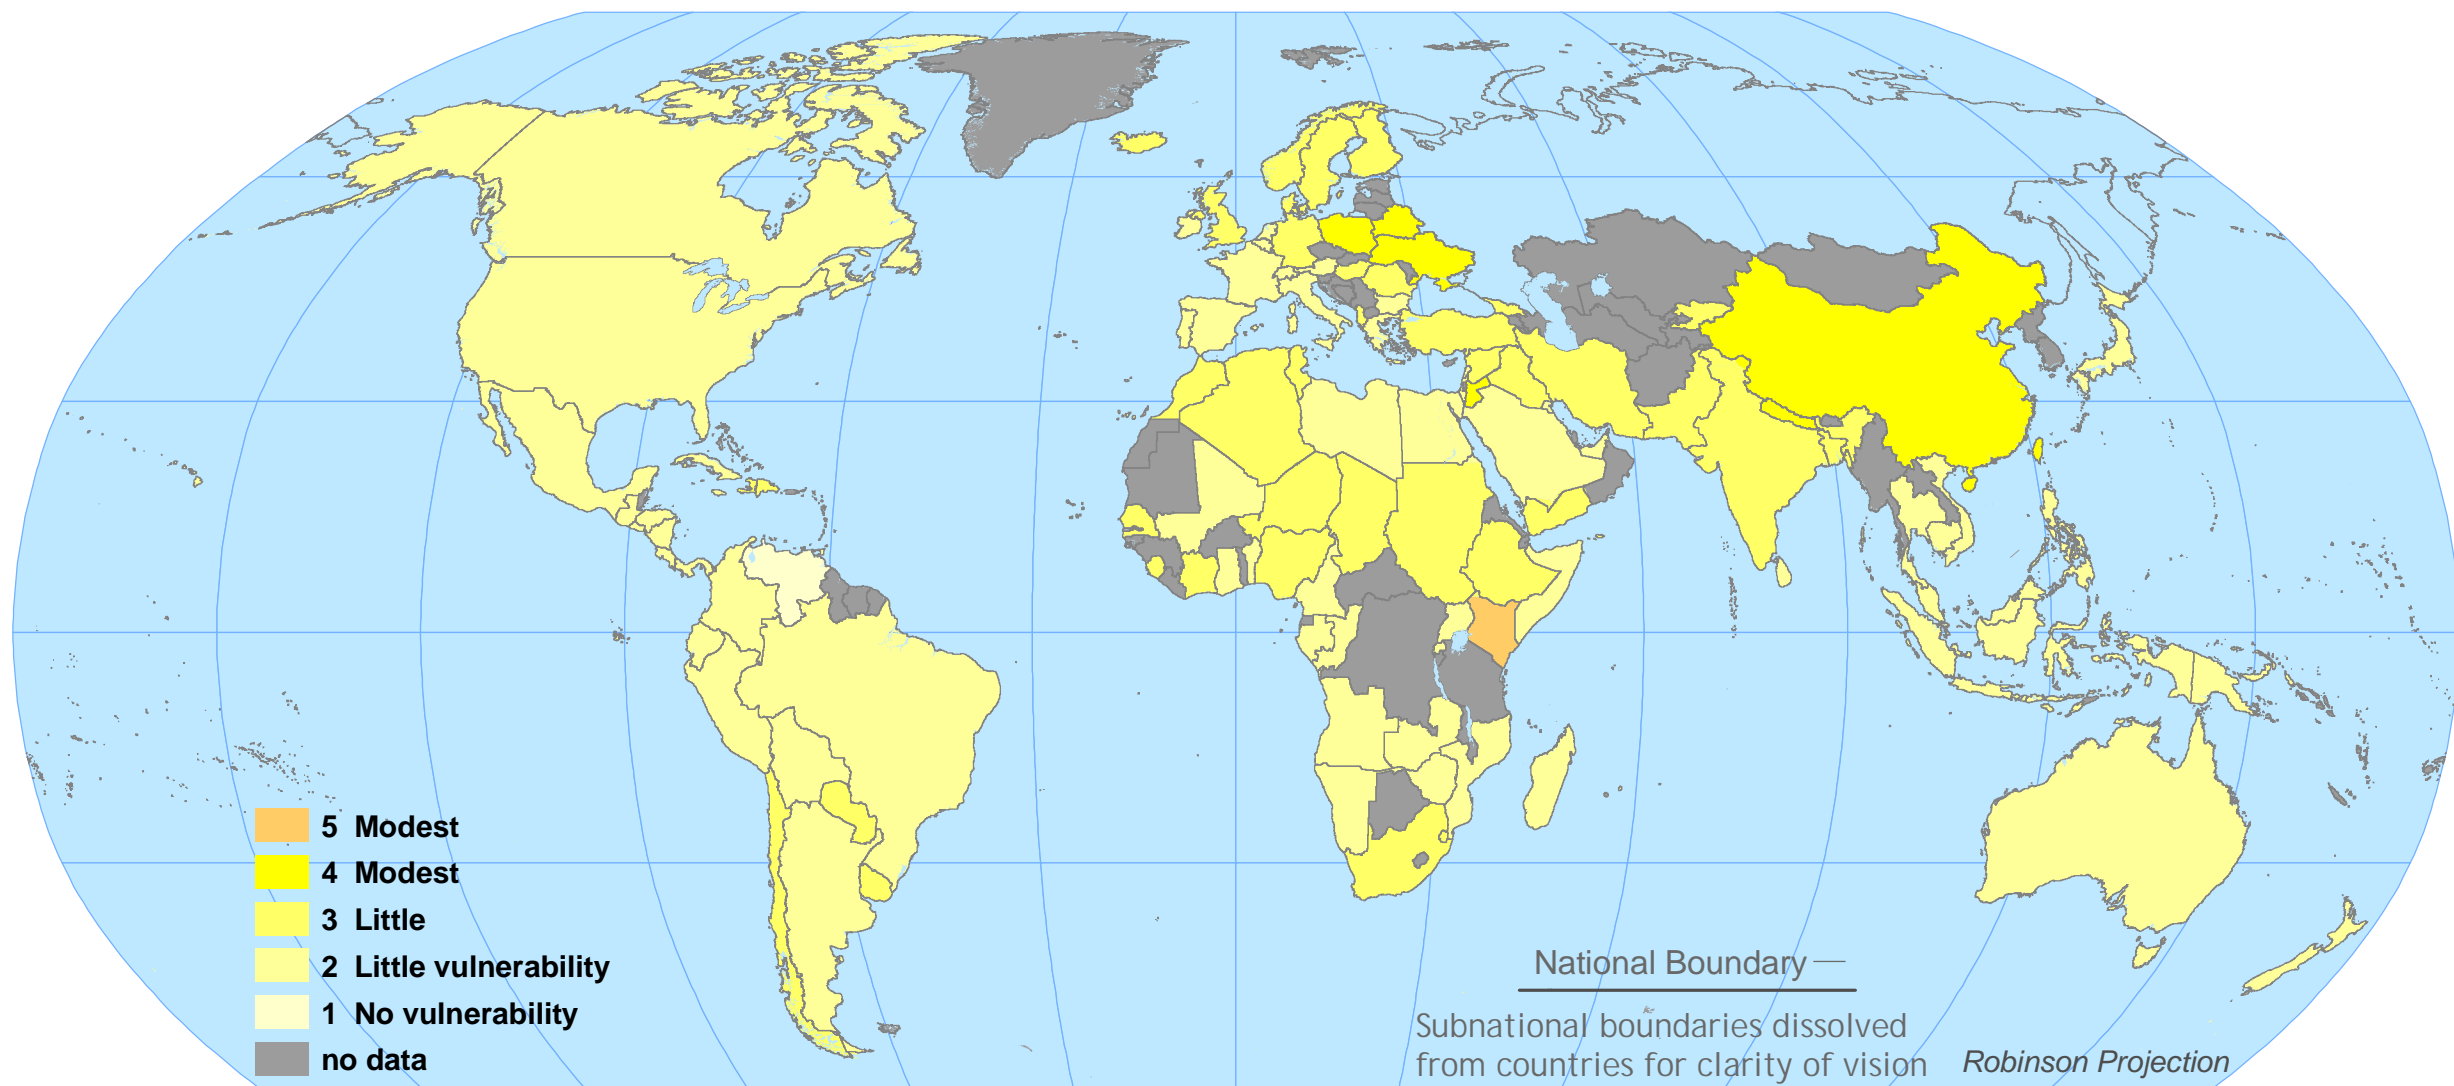 5 Modest
4 Modest
3 Little
2 Little vulnerability
1 No vulnerability
no data
National Boundary
Subnational boundaries dissolved
from countries for clarity of vision
Robinson Projection